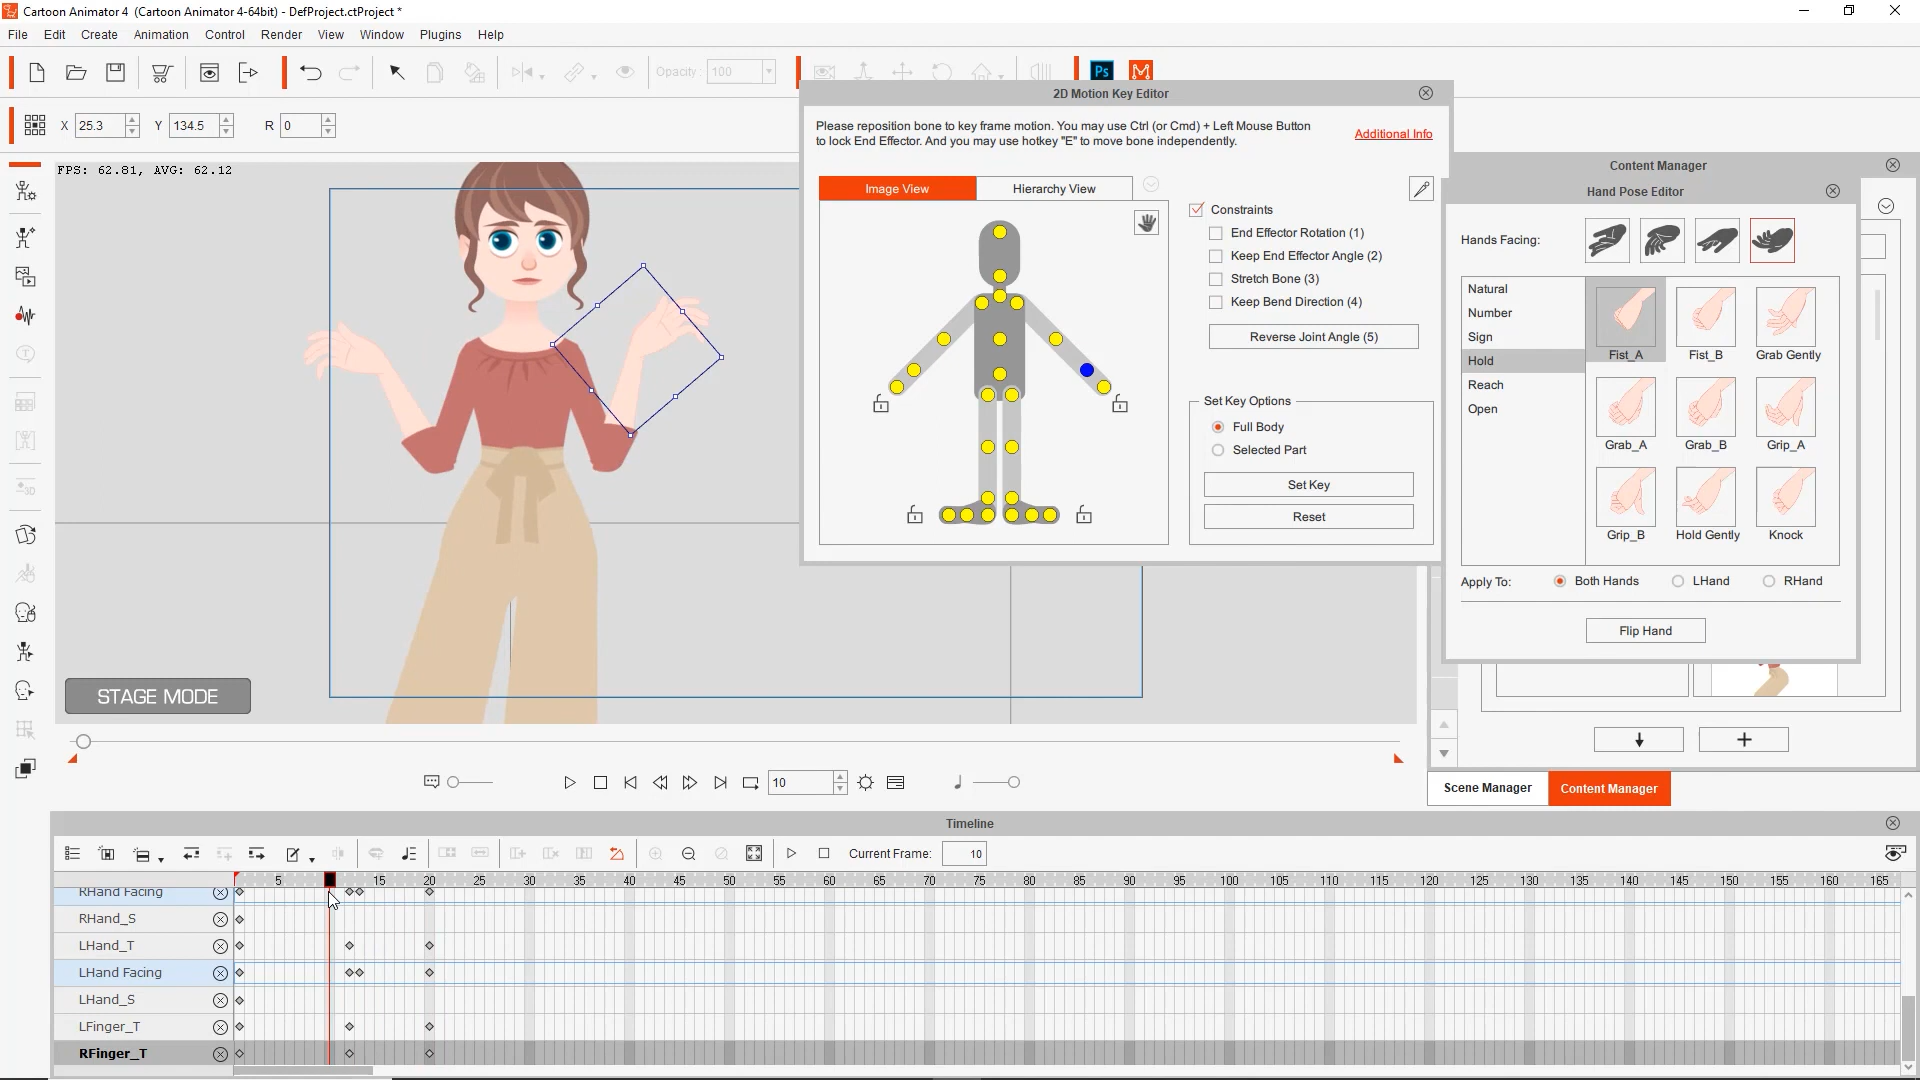 Cartoon Animator 4 (Cartoon Animator 4-64bit) - DefProject.ctProject *
File Edit Create Animation Control Render View Window Plugins Help
Opacity: 100
Ps
X 25.3 Y 134.5 R 0
FPS: 62.81, AVG: 62.12
STAGE MODE
2D Motion Key Editor
Please reposition bone to key frame motion. You may use Ctrl (or Cmd) + Left Mouse Button
to lock End Effector. And you may use hotkey "E" to move bone independently.
Additional Info
Image View
Hierarchy View
Constraints
End Effector Rotation (1)
Keep End Effector Angle (2)
Stretch Bone (3)
Keep Bend Direction (4)
Reverse Joint Angle (5)
Set Key Options
Full Body
Selected Part
Set Key
Reset
Content Manager
Hand Pose Editor
Hands Facing:
Natural
Number
Sign
Hold
Reach
Open
Fist_A Fist_B Grab Gently
Grab_A Grab_B Grip_A
Grip_B Hold Gently Knock
Apply To: Both Hands LHand RHand
Flip Hand
Scene Manager Content Manager
10
3D
Timeline
Current Frame: 10
5 15 20 25 30 35 40 45 50 55 60 65 70 75 80 85 90 95 100 105 110 115 120 125 130 135 140 145 150 155 160 165
RHand Facing
RHand_S
LHand_T
LHand Facing
LHand_S
LFinger_T
RFinger_T